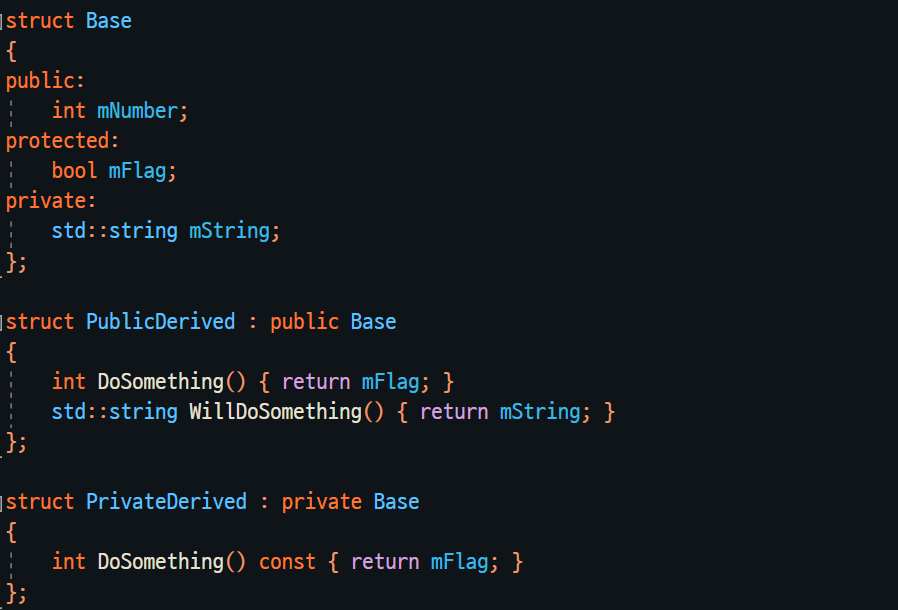 struct Base
{
public:
    int mNumber;
protected:
    bool mFlag;
private:
    std::string mString;
};

struct PublicDerived : public Base
{
    int DoSomething() { return mFlag; }
    std::string WillDoSomething() { return mString; }
};

struct PrivateDerived : private Base
{
    int DoSomething() const { return mFlag; }
};